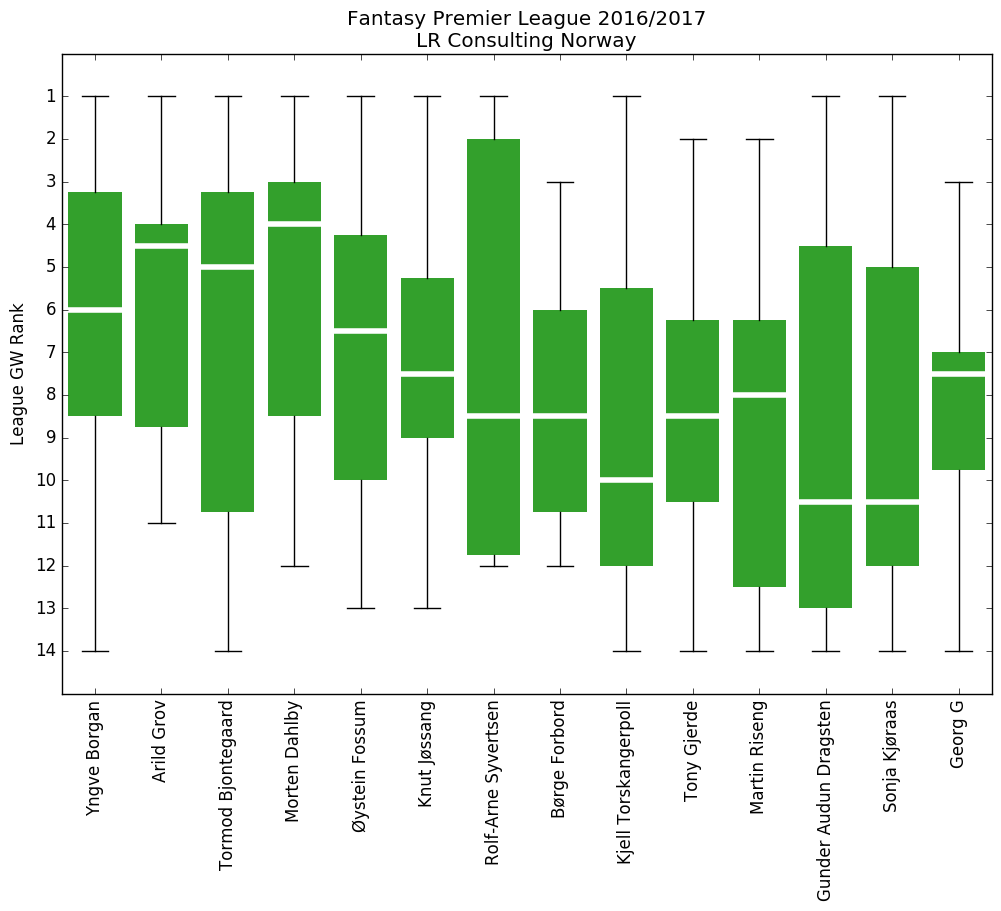 Fantasy Premier League 2016/2017
LR Consulting Norway
League GW Rank
1
2
3
4
5
6
7
8
9
10
11
12
13
14
Yngve Borgan
Arild Grov
Tormod Bjontegaard
Morten Dahlby
Øystein Fossum
Knut Jøssang
Rolf-Arne Syvertsen
Børge Forbord
Kjell Torskangerpoll
Tony Gjerde
Martin Riseng
Gunder Audun Dragsten
Sonja Kjøraas
Georg G